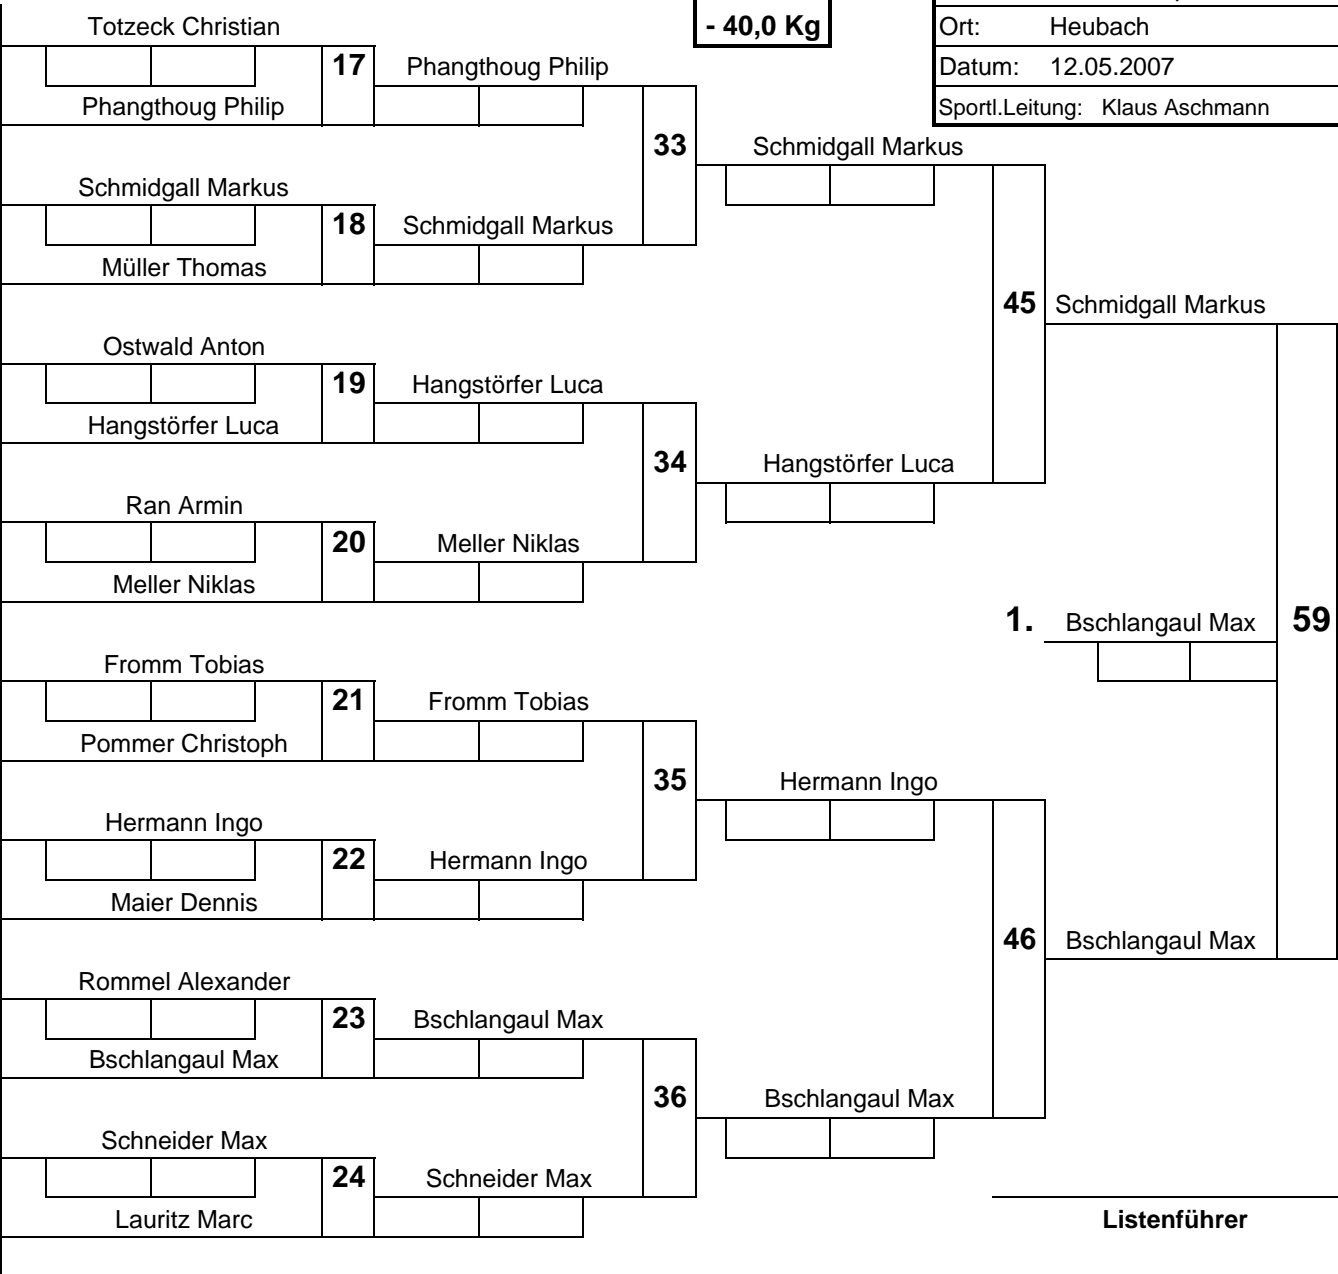 Totzeck Christian
- 40,0 Kg
Ort: Heubach
17 Phangthoug Philip
Datum: 12.05.2007
Phangthoug Philip
Sportl.Leitung: Klaus Aschmann
33 Schmidgall Markus
Schmidgall Markus
18 Schmidgall Markus
Müller Thomas
45 Schmidgall Markus
Ostwald Anton
19 Hangstörfer Luca
Hangstörfer Luca
34 Hangstörfer Luca
Ran Armin
20 Meller Niklas
Meller Niklas
1. Bschlangaul Max 59
Fromm Tobias
21 Fromm Tobias
Pommer Christoph
35 Hermann Ingo
Hermann Ingo
22 Hermann Ingo
Maier Dennis
46 Bschlangaul Max
Rommel Alexander
23 Bschlangaul Max
Bschlangaul Max
36 Bschlangaul Max
Schneider Max
24 Schneider Max
Lauritz Marc
Listenführer